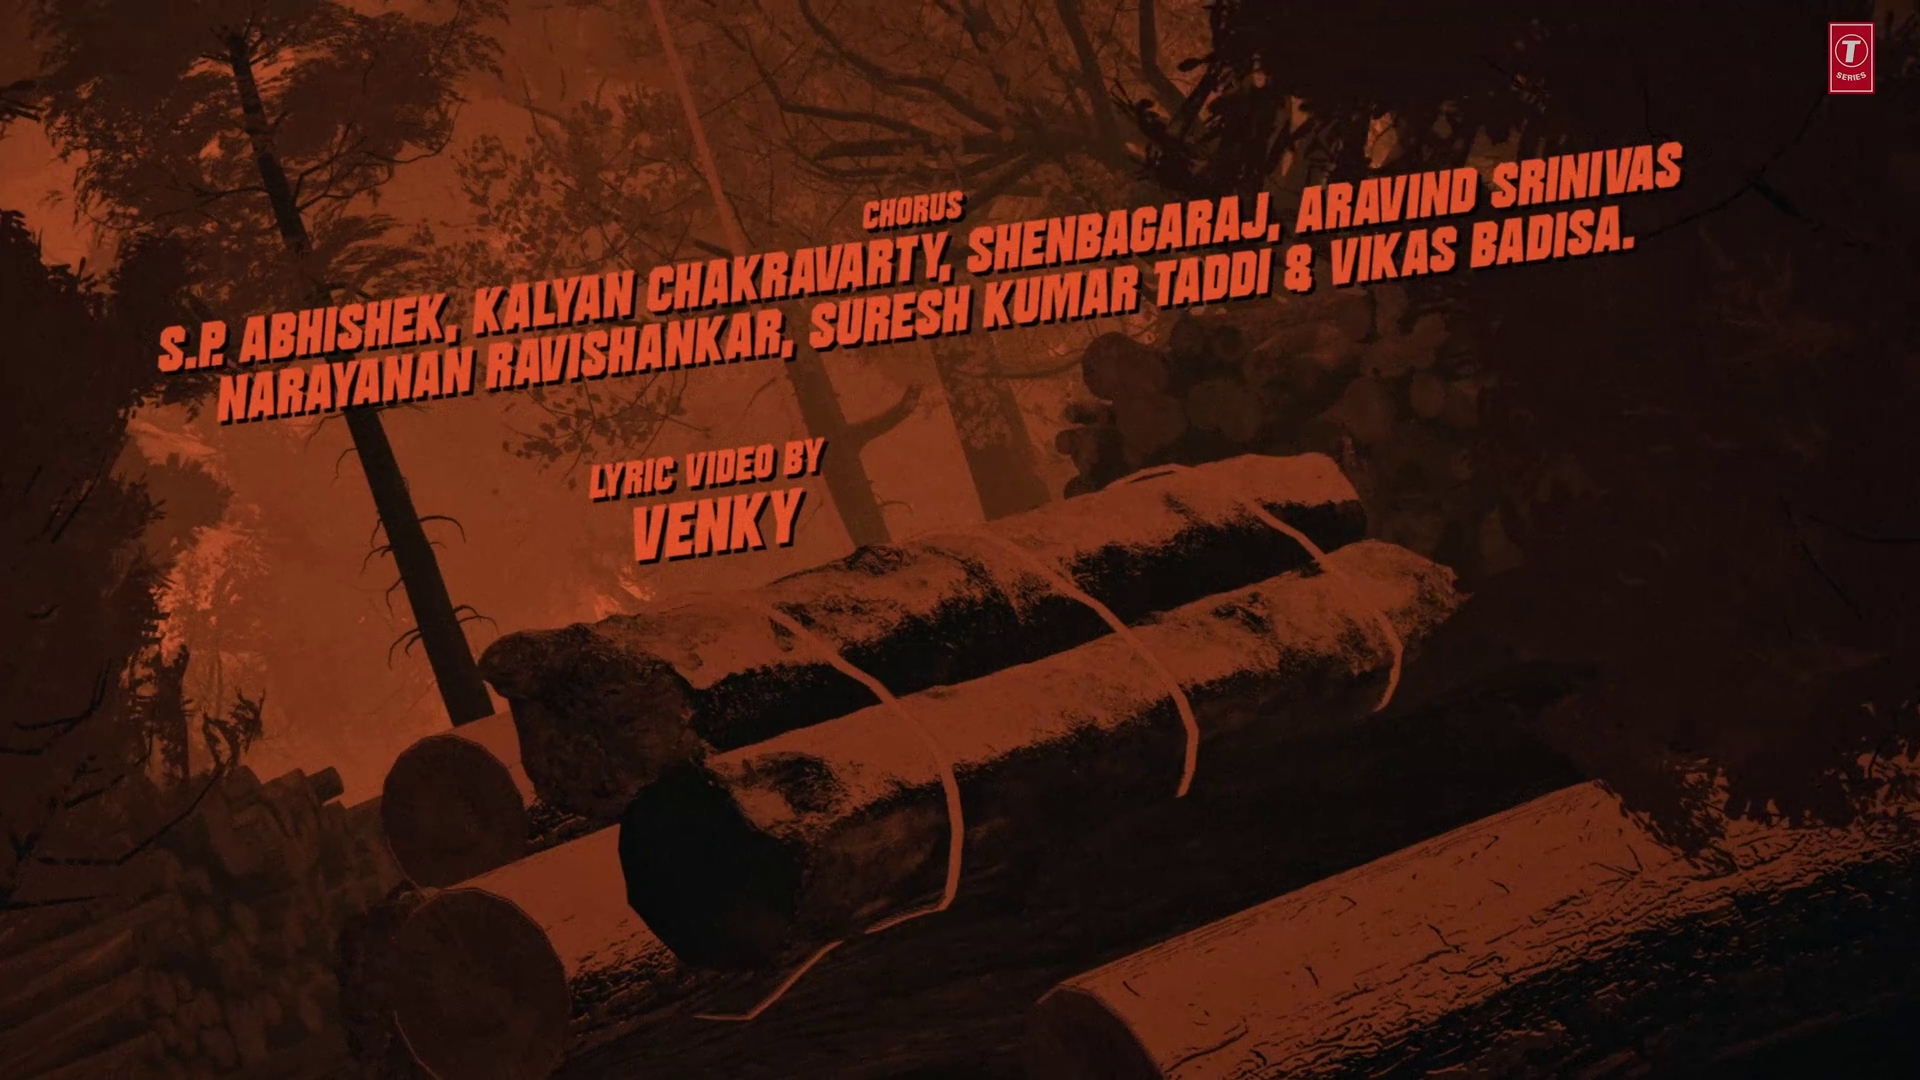 T
SERIES
CHORUS
S.P. ABHISHEK, KALYAN CHAKRAVARTY, SHENBAGARAJ, ARAVIND SRINIVAS
NARAYANAN RAVISHANKAR, SURESH KUMAR TADDI & VIKAS BADISA.
LYRIC VIDEO BY
VENKY